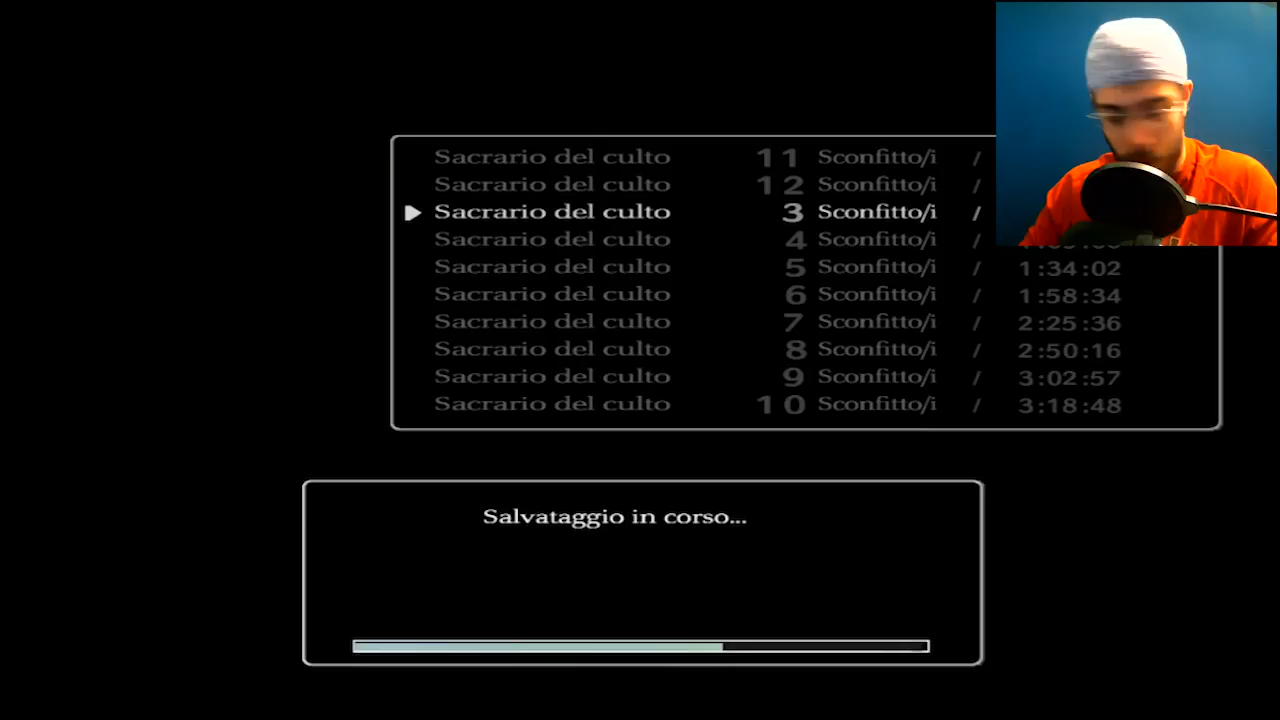 Sacrario del culto 11 Sconfitto/i /
Sacrario del culto 12 Sconfitto/i /
Sacrario del culto 3 Sconfitto/i /
Sacrario del culto 4 Sconfitto/i /
Sacrario del culto 5 Sconfitto/i / 1:34:02
Sacrario del culto 6 Sconfitto/i / 1:58:34
Sacrario del culto 7 Sconfitto/i / 2:25:36
Sacrario del culto 8 Sconfitto/i / 2:50:16
Sacrario del culto 9 Sconfitto/i / 3:02:57
Sacrario del culto 10 Sconfitto/i / 3:18:48
Salvataggio in corso...